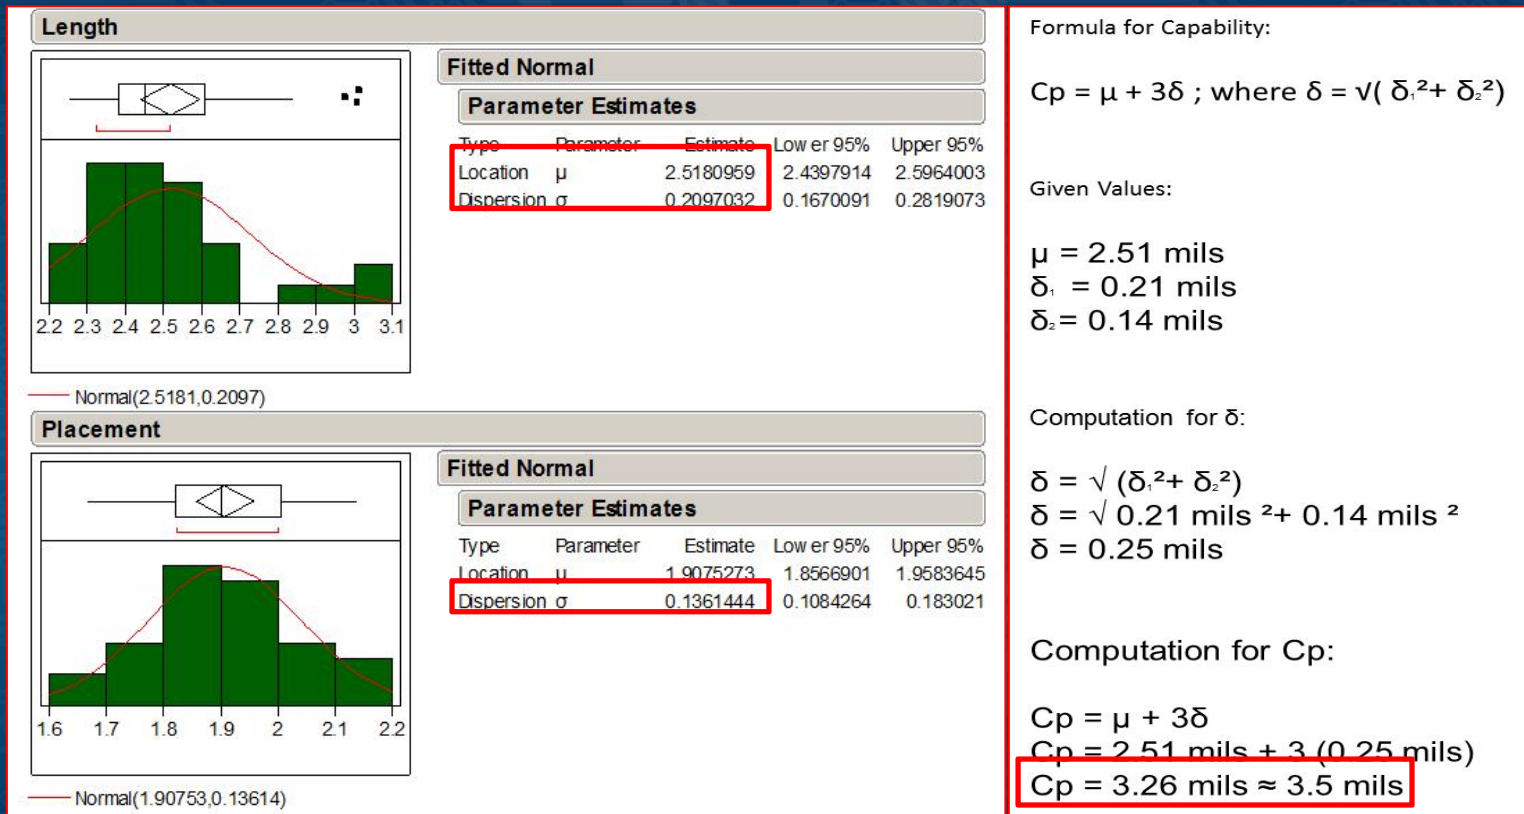 Length
Fitted Normal
Parameter Estimates
Type Parameter Estimate Lower 95% Upper 95%
Location μ 2.5180959 2.4397914 2.5964003
Dispersion σ 0.2097032 0.1670091 0.2819073
2.2 2.3 2.4 2.5 2.6 2.7 2.8 2.9 3 3.1
Normal(2.5181,0.2097)
Placement
Fitted Normal
Parameter Estimates
Type Parameter Estimate Lower 95% Upper 95%
Location μ 1.9075273 1.8566901 1.9583645
Dispersion σ 0.1361444 0.1084264 0.183021
1.6 1.7 1.8 1.9 2 2.1 2.2
Normal(1.90753,0.13614)
Formula for Capability:
Cp = μ + 3δ ; where δ = √( δ₁²+ δ₂²)
Given Values:
μ = 2.51 mils
δ₁ = 0.21 mils
δ₂= 0.14 mils
Computation for δ:
δ = √ (δ₁²+ δ₂²)
δ = √ 0.21 mils ²+ 0.14 mils ²
δ = 0.25 mils
Computation for Cp:
Cp = μ + 3δ
Cp = 2.51 mils + 3 (0.25 mils)
Cp = 3.26 mils ≈ 3.5 mils